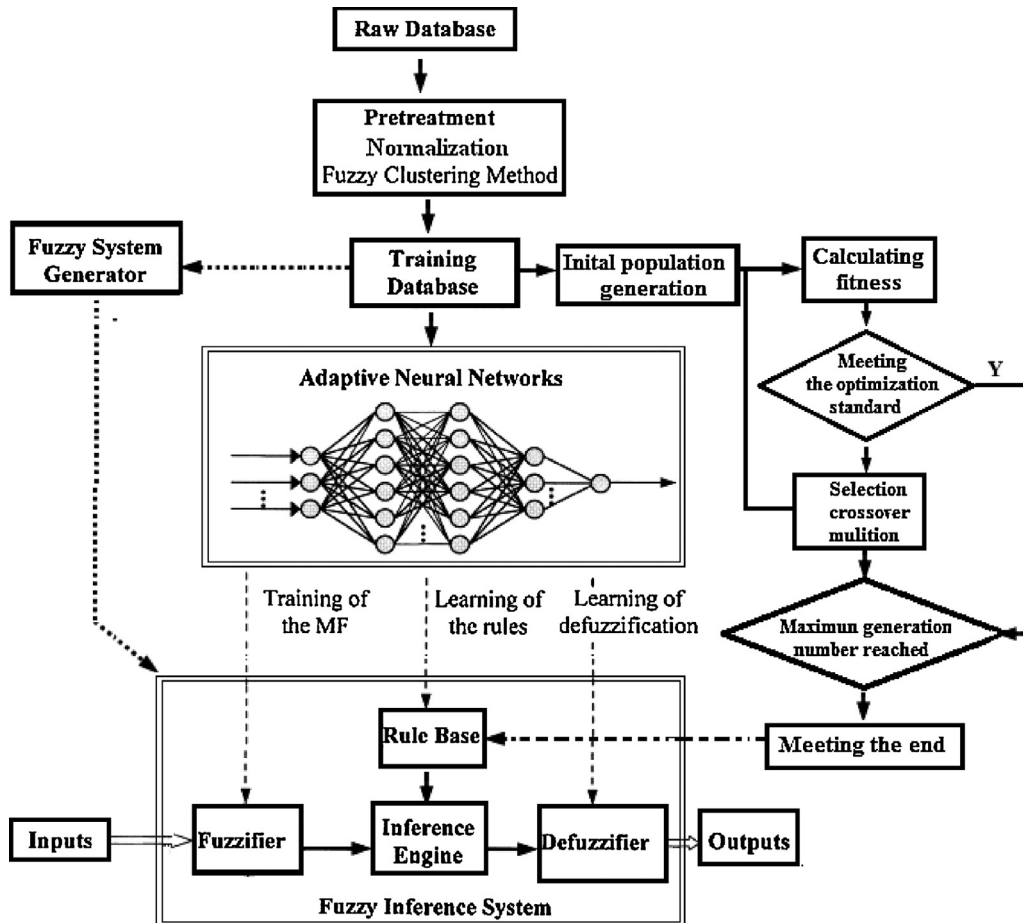 Raw Database
Pretreatment
Normalization
Fuzzy Clustering Method
Fuzzy System
Generator
Training
Database
Inital population
generation
Calculating
fitness
Meeting
the optimization
standard
Y
Adaptive Neural Networks
Selection
crossover
mulition
Training of
the MF
Learning of
the rules
Learning of
defuzzification
Maximun generation
number reached
Rule Base
Meeting the end
Inputs
Fuzzifier
Inference
Engine
Defuzzifier
Outputs
Fuzzy Inference System